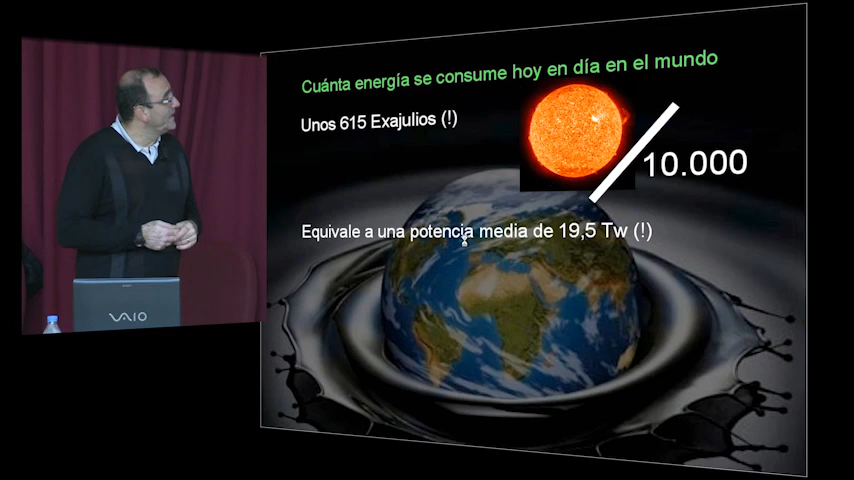 Cuánta energía se consume hoy en día en el mundo
Unos 615 Exajulios (!)
10.000
Equivale a una potencia media de 19,5 Tw (!)
VAIO